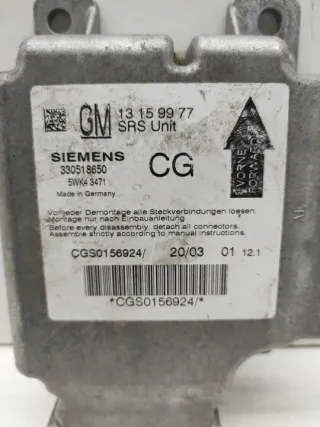 GM 13 15 99 77
SRS Unit
SIEMENS CG
330518650
5WK4 3471
Made in Germany
VORNE
FORWARD
Vor jeder Demontage alle Steckverbindungen loesen.
Montage nur nach Einbauanleitung
Before every disassembly, detach all connectors.
Assemble strictly according to manual instructions.
CGS0156924/ 20/03 01 12.1
*CGS0156924/*